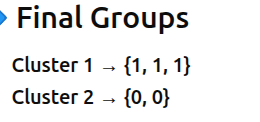 Final Groups
Cluster 1 → {1, 1, 1}
Cluster 2 → {0, 0}